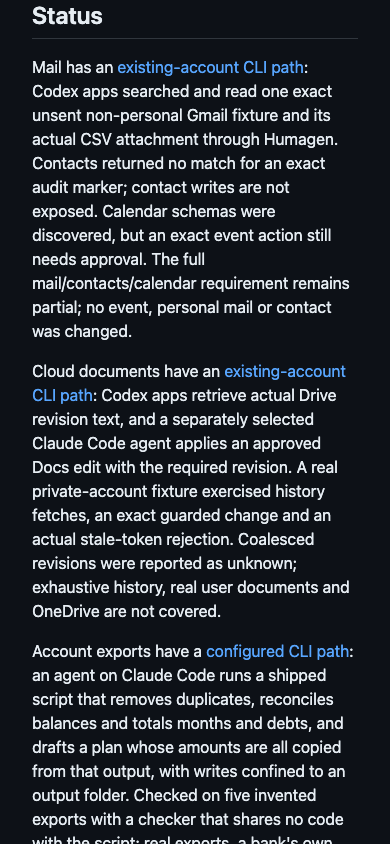 Status
Mail has an existing-account CLI path:
Codex apps searched and read one exact
unsent non-personal Gmail fixture and its
actual CSV attachment through Humagen.
Contacts returned no match for an exact
audit marker; contact writes are not
exposed. Calendar schemas were
discovered, but an exact event action still
needs approval. The full
mail/contacts/calendar requirement remains
partial; no event, personal mail or contact
was changed.
Cloud documents have an existing-account
CLI path: Codex apps retrieve actual Drive
revision text, and a separately selected
Claude Code agent applies an approved
Docs edit with the required revision. A real
private-account fixture exercised history
fetches, an exact guarded change and an
actual stale-token rejection. Coalesced
revisions were reported as unknown;
exhaustive history, real user documents and
OneDrive are not covered.
Account exports have a configured CLI path:
an agent on Claude Code runs a shipped
script that removes duplicates, reconciles
balances and totals months and debts, and
drafts a plan whose amounts are all copied
from that output, with writes confined to an
output folder. Checked on five invented
exports with a checker that shares no code
with the script; real exports, a bank's own